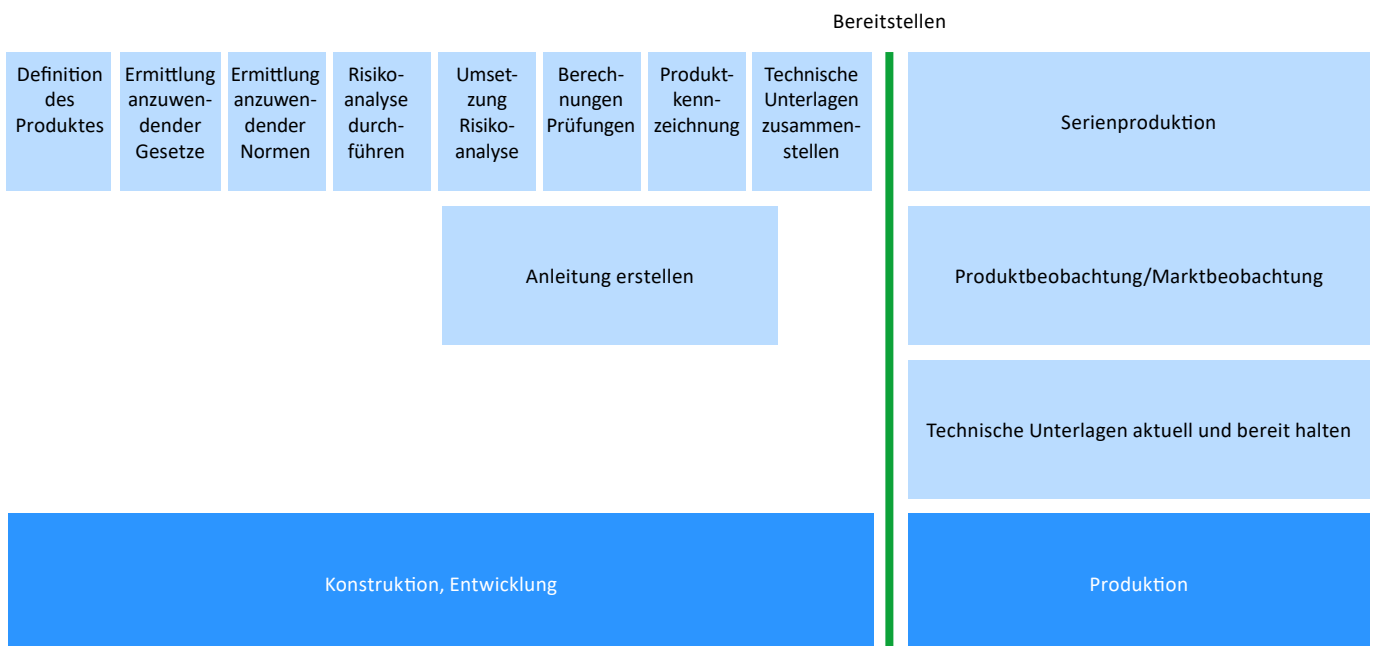 Bereitstellen
Definition
des
Produktes
Ermittlung
anzuwen-
dender
Gesetze
Ermittlung
anzuwen-
dender
Normen
Risiko-
analyse
durch-
führen
Umset-
zung
Risiko-
analyse
Berech-
nungen
Prüfungen
Produkt-
kenn-
zeichnung
Technische
Unterlagen
zusammen-
stellen
Serienproduktion
Anleitung erstellen
Produktbeobachtung/Marktbeobachtung
Technische Unterlagen aktuell und bereit halten
Konstruktion, Entwicklung
Produktion